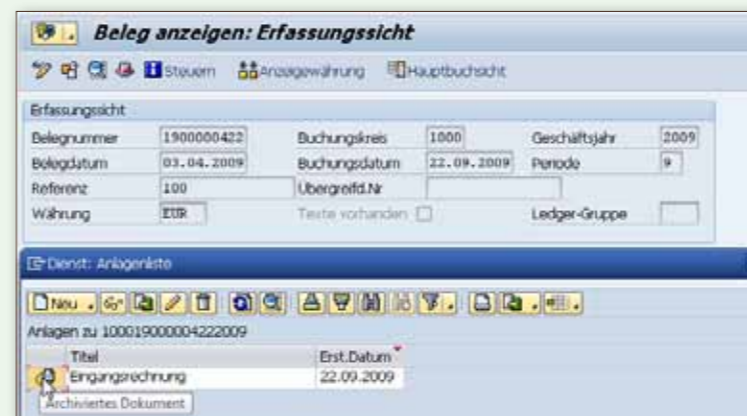 Beleg anzeigen: Erfassungssicht
Steuern Anzeigewährung Hauptbuchsicht
Erfassungssicht
Belegnummer 1900000422 Buchungskreis 1000 Geschäftsjahr 2009
Belegdatum 03.04.2009 Buchungsdatum 22.09.2009 Periode 9
Referenz 100 Übergreifd.Nr
Währung EUR Texte vorhanden Ledger-Gruppe
Dienst: Anlagenliste
Neu
Anlagen zu 100019000004222009
Titel Erst.Datum
Eingangsrechnung 22.09.2009
Archiviertes Dokument